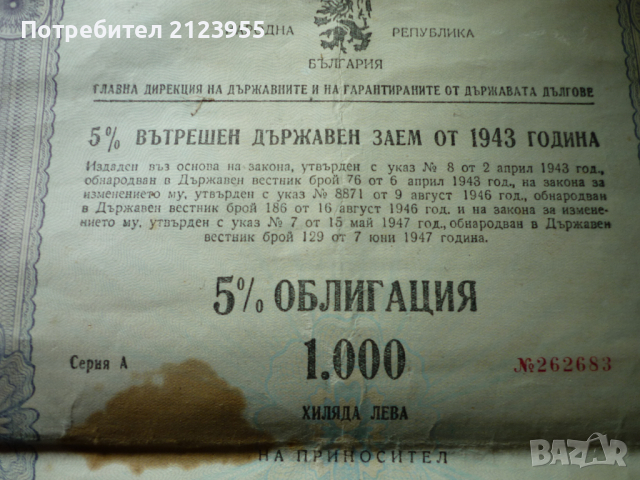 Потребител 2123955
НАРОДНА РЕПУБЛИКА
БЪЛГАРИЯ
ГЛАВНА ДИРЕКЦИЯ НА ДЪРЖАВНИТЕ И НА ГАРАНТИРАНИТЕ ОТ ДЪРЖАВАТА ДЪЛГОВЕ
5% ВЪТРЕШЕН ДЪРЖАВЕН ЗАЕМ ОТ 1943 ГОДИНА
Издаден въз основа на закона, утвърден с указ № 8 от 2 април 1943 год.,
обнародван в Държавен вестник брой 76 от 6 април 1943 год., на закона за
изменението му, утвърден с указ № 8871 от 9 август 1946 год., обнародван
в Държавен вестник брой 186 от 16 август 1946 год. и на закона за измене-
нието му, утвърден с указ № 7 от 15 май 1947 год., обнародван в Държавен
вестник брой 129 от 7 юни 1947 година.
5% ОБЛИГАЦИЯ
Серия А 1.000 №262683
ХИЛЯДА ЛЕВА
НА ПРИНОСИТЕЛ
BAZAR